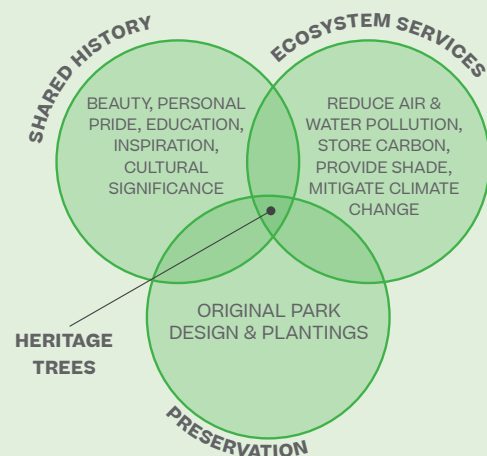 SHARED HISTORY
ECOSYSTEM SERVICES
BEAUTY, PERSONAL
PRIDE, EDUCATION,
INSPIRATION,
CULTURAL
SIGNIFICANCE
REDUCE AIR &
WATER POLLUTION,
STORE CARBON,
PROVIDE SHADE,
MITIGATE CLIMATE
CHANGE
ORIGINAL PARK
DESIGN & PLANTINGS
HERITAGE
TREES
PRESERVATION